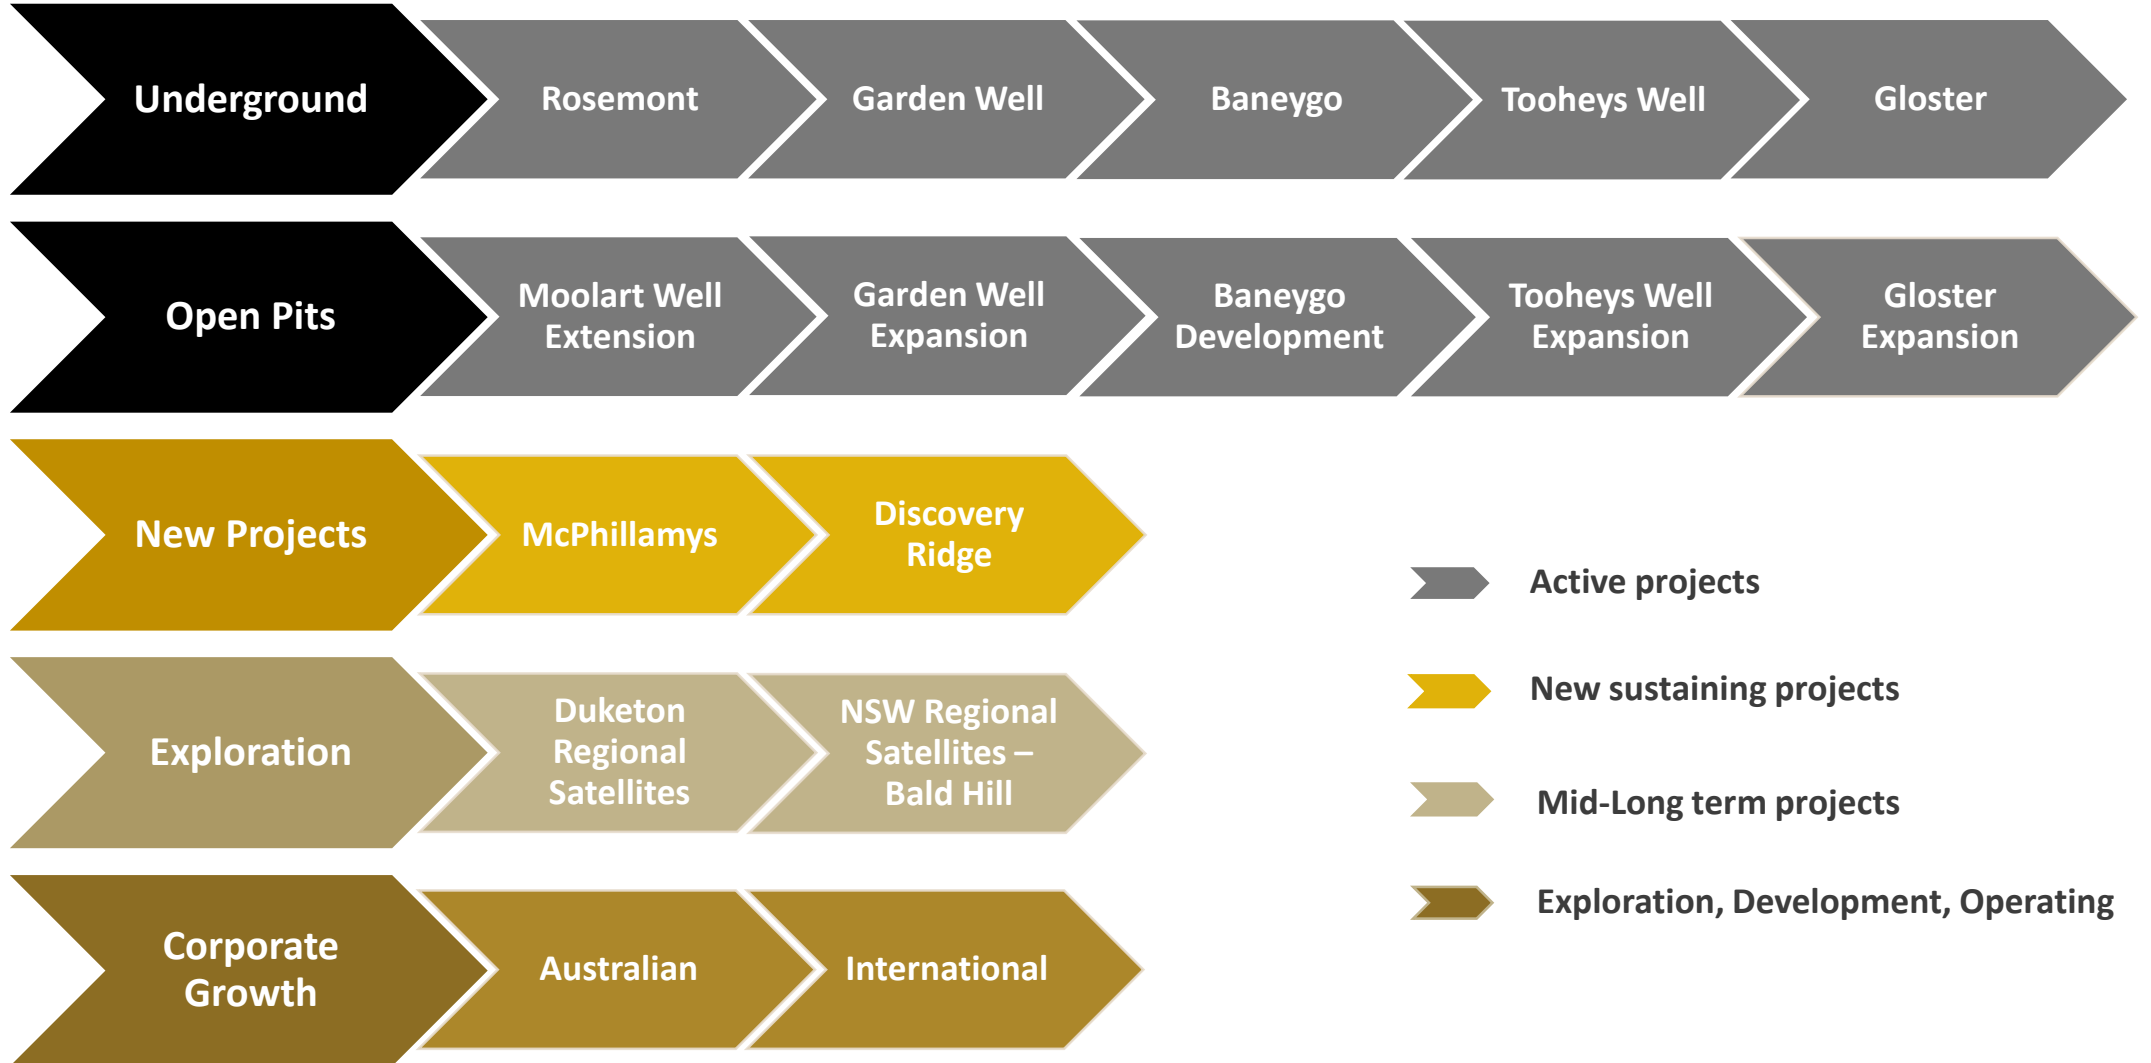 Underground
Rosemont
Garden Well
Baneygo
Tooheys Well
Gloster
Open Pits
Moolart Well
Extension
Garden Well
Expansion
Baneygo
Development
Tooheys Well
Expansion
Gloster
Expansion
New Projects
McPhillamys
Discovery
Ridge
Exploration
Duketon
Regional
Satellites
NSW Regional
Satellites –
Bald Hill
Corporate
Growth
Australian
International
Active projects
New sustaining projects
Mid-Long term projects
Exploration, Development, Operating